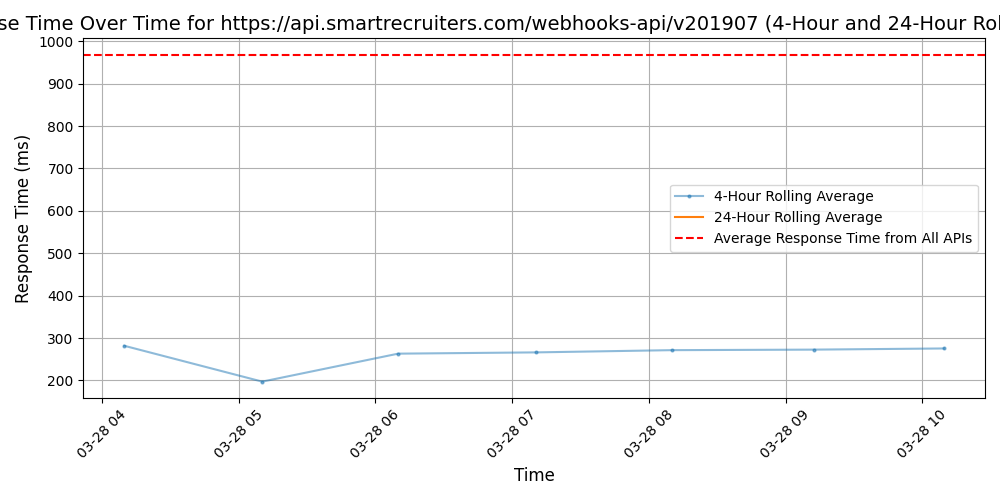 se Time Over Time for https://api.smartrecruiters.com/webhooks-api/v201907 (4-Hour and 24-Hour Rol
1000
900
800
700
600
500
400
300
200
Response Time (ms)
4-Hour Rolling Average
24-Hour Rolling Average
Average Response Time from All APIs
03-28 04
03-28 05
03-28 06
03-28 07
03-28 08
03-28 09
03-28 10
Time